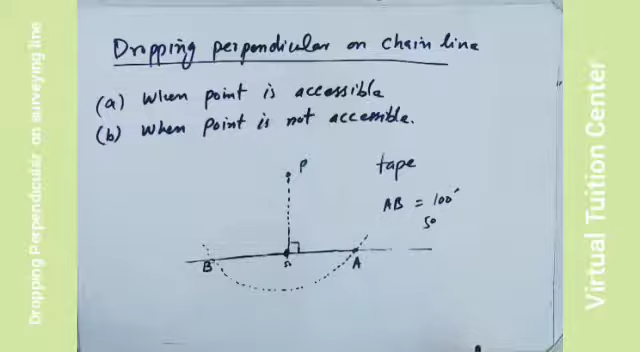 Dropping Perpendicular on surveying line
Dropping perpendicular on chain line
(a) When point is accessible
(b) When Point is not accessible.
P
tape
AB = 100'
50
B
A
Virtual Tuition Center